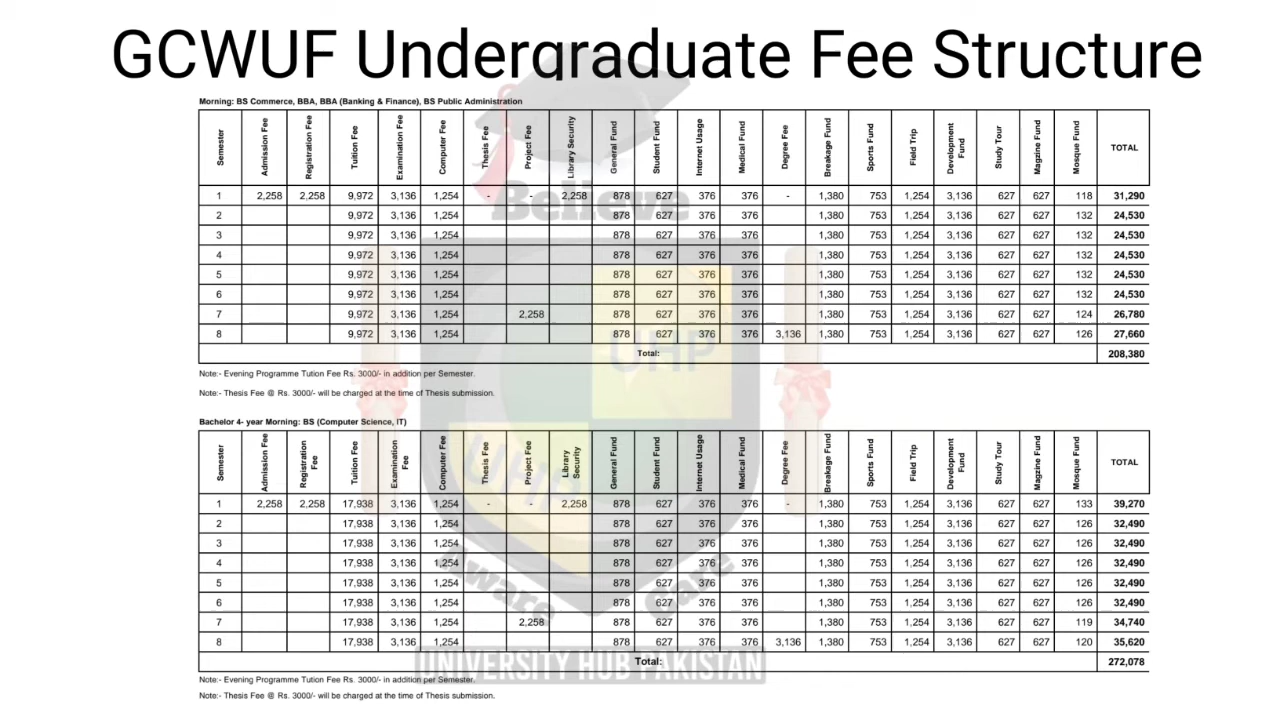 GCWUF Undergraduate Fee Structure
Morning: BS Commerce, BBA, BBA (Banking & Finance), BS Public Administration
Semester Admission Fee Registration Fee Tuition Fee Examination Fee Computer Fee Thesis Fee Project Fee Library Security General Fund Student Fund Internet Usage Medical Fund Degree Fee Breakage Fund Sports Fund Field Trip Development Fund Study Tour Magzine Fund Mosque Fund TOTAL
1 2,258 2,258 9,972 3,136 1,254 - - 2,258 878 627 376 376 - 1,380 753 1,254 3,136 627 627 118 31,290
2 9,972 3,136 1,254 878 627 376 376 1,380 753 1,254 3,136 627 627 132 24,530
3 9,972 3,136 1,254 878 627 376 376 1,380 753 1,254 3,136 627 627 132 24,530
4 9,972 3,136 1,254 878 627 376 376 1,380 753 1,254 3,136 627 627 132 24,530
5 9,972 3,136 1,254 878 627 376 376 1,380 753 1,254 3,136 627 627 132 24,530
6 9,972 3,136 1,254 878 627 376 376 1,380 753 1,254 3,136 627 627 132 24,530
7 9,972 3,136 1,254 2,258 878 627 376 376 1,380 753 1,254 3,136 627 627 124 26,780
8 9,972 3,136 1,254 878 627 376 376 3,136 1,380 753 1,254 3,136 627 627 126 27,660
Total: 208,380
Note:- Evening Programme Tution Fee Rs. 3000/- in addition per Semester.
Note:- Thesis Fee @ Rs. 3000/- will be charged at the time of Thesis submission.
Bachelor 4- year Morning: BS (Computer Science, IT)
Semester Admission Fee Registration Fee Tuition Fee Examination Fee Computer Fee Thesis Fee Project Fee Library Security General Fund Student Fund Internet Usage Medical Fund Degree Fee Breakage Fund Sports Fund Field Trip Development Fund Study Tour Magzine Fund Mosque Fund TOTAL
1 2,258 2,258 17,938 3,136 1,254 - - 2,258 878 627 376 376 - 1,380 753 1,254 3,136 627 627 133 39,270
2 17,938 3,136 1,254 878 627 376 376 1,380 753 1,254 3,136 627 627 126 32,490
3 17,938 3,136 1,254 878 627 376 376 1,380 753 1,254 3,136 627 627 126 32,490
4 17,938 3,136 1,254 878 627 376 376 1,380 753 1,254 3,136 627 627 126 32,490
5 17,938 3,136 1,254 878 627 376 376 1,380 753 1,254 3,136 627 627 126 32,490
6 17,938 3,136 1,254 878 627 376 376 1,380 753 1,254 3,136 627 627 126 32,490
7 17,938 3,136 1,254 2,258 878 627 376 376 1,380 753 1,254 3,136 627 627 119 34,740
8 17,938 3,136 1,254 878 627 376 376 3,136 1,380 753 1,254 3,136 627 627 120 35,620
Total: 272,078
Note:- Evening Programme Tution Fee Rs. 3000/- in addition per Semester.
Note:- Thesis Fee @ Rs. 3000/- will be charged at the time of Thesis submission.
Believe
UHP
UHP
Aware
Care
UNIVERSITY HUB PAKISTAN